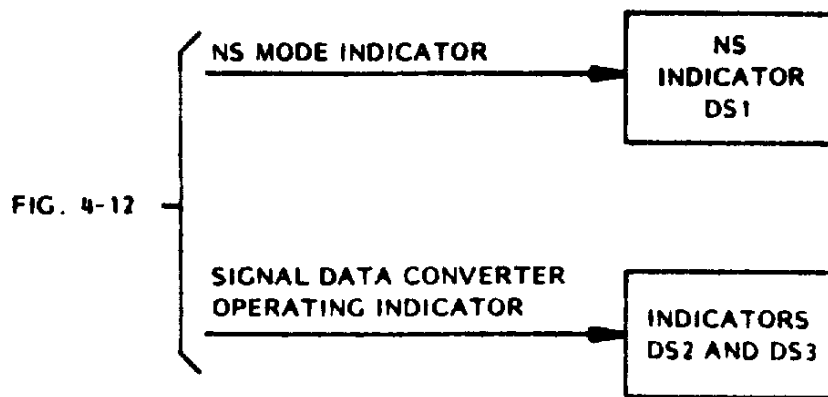 NS MODE INDICATOR
NS
INDICATOR
DS1
FIG. 4-12
SIGNAL DATA CONVERTER
OPERATING INDICATOR
INDICATORS
DS2 AND DS3